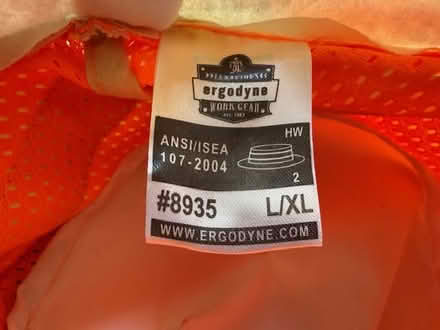 ergodyne
WORK GEAR
ANSI/ISEA
107-2004
HW
2
#8935
L/XL
WWW.ERGODYNE.COM